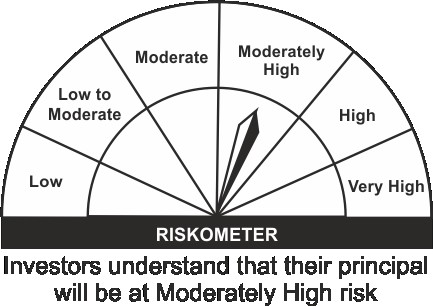 Low
Low to
Moderate
Moderate
Moderately
High
High
Very High
RISKOMETER
Investors understand that their principal
will be at Moderately High risk